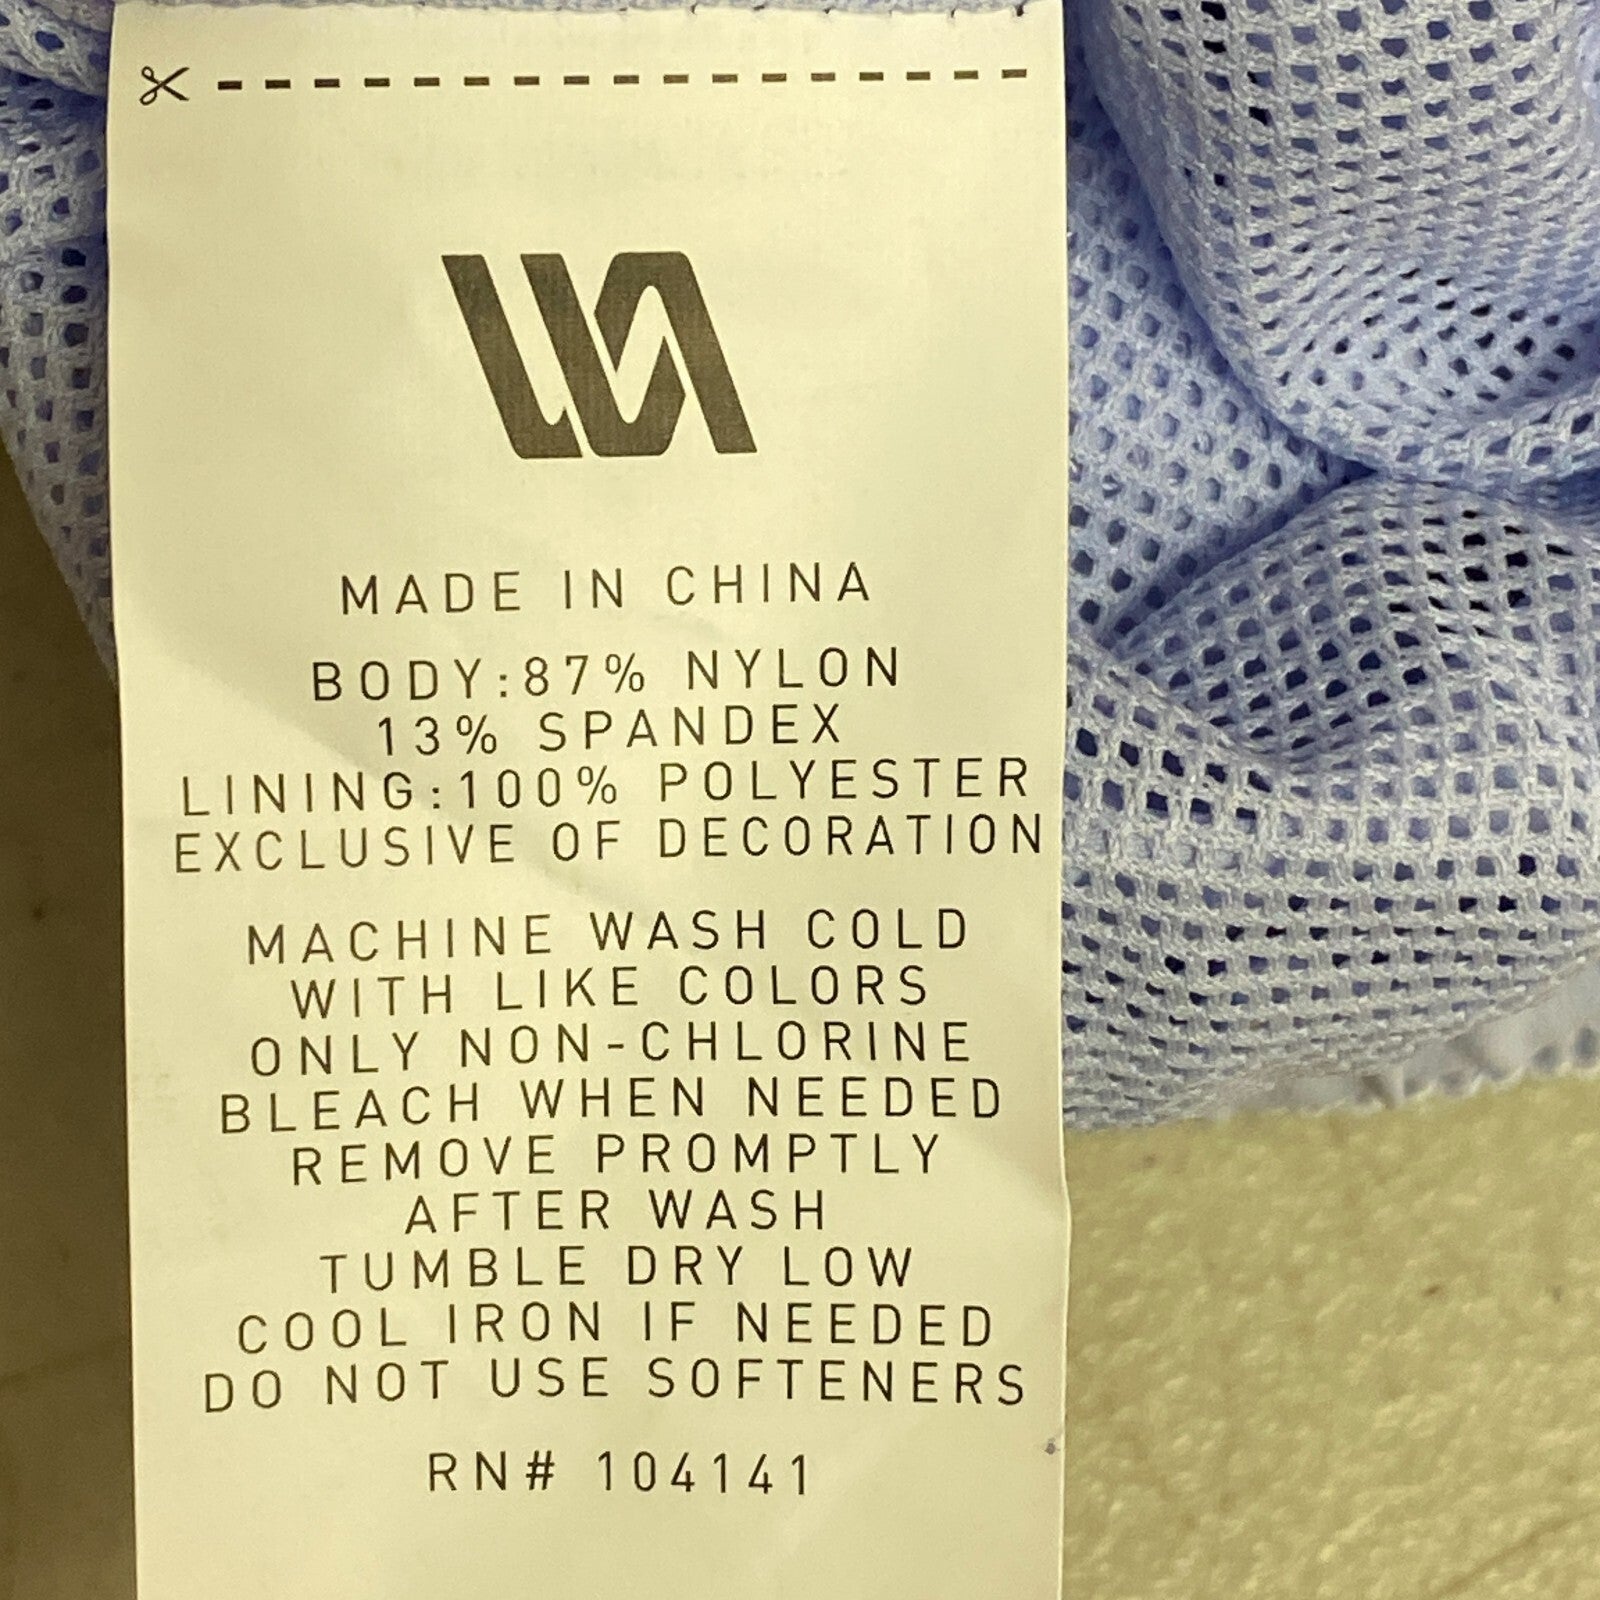 MADE IN CHINA
BODY:87% NYLON
13% SPANDEX
LINING:100% POLYESTER
EXCLUSIVE OF DECORATION
MACHINE WASH COLD
WITH LIKE COLORS
ONLY NON-CHLORINE
BLEACH WHEN NEEDED
REMOVE PROMPTLY
AFTER WASH
TUMBLE DRY LOW
COOL IRON IF NEEDED
DO NOT USE SOFTENERS
RN# 104141